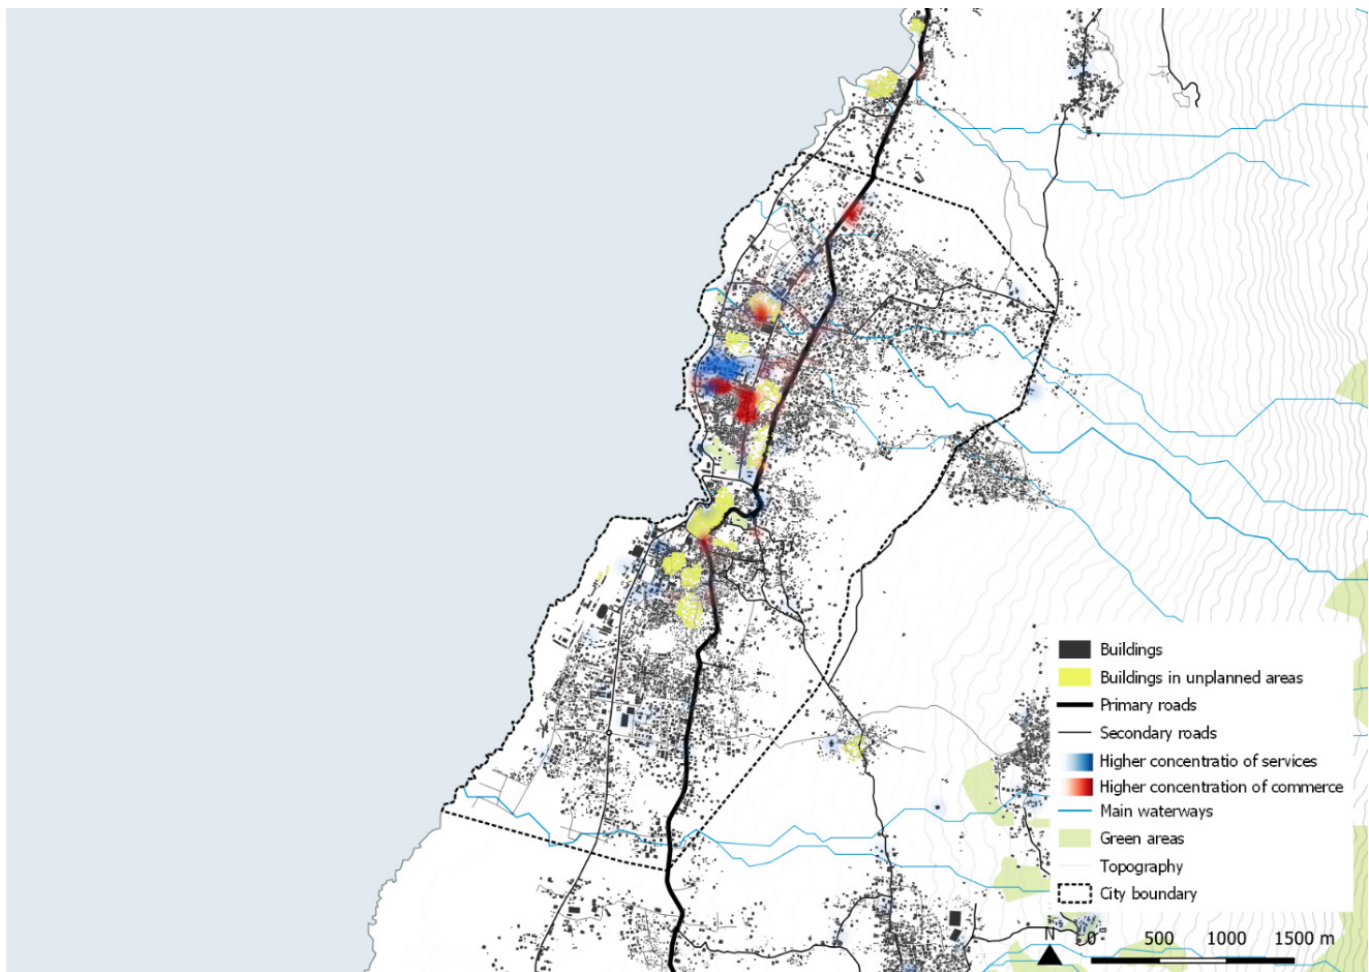 Buildings
Buildings in unplanned areas
Primary roads
Secondary roads
Higher concentratio of services
Higher concentration of commerce
Main waterways
Green areas
Topography
City boundary
N 0 500 1000 1500 m